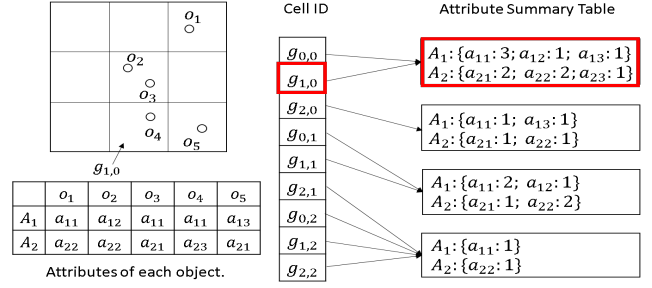 Cell ID
Attribute Summary Table
o₁
o₂
o₃
o₄
o₅
g₁,₀
g₀,₀
g₁,₀
g₂,₀
g₀,₁
g₁,₁
g₂,₁
g₀,₂
g₁,₂
g₂,₂
A₁:{a₁₁: 3; a₁₂: 1; a₁₃: 1}
A₂:{a₂₁: 2; a₂₂: 2; a₂₃: 1}
A₁:{a₁₁: 1; a₁₃: 1}
A₂:{a₂₁: 1; a₂₂: 1}
A₁:{a₁₁: 2; a₁₂: 1}
A₂:{a₂₁: 1; a₂₂: 2}
A₁:{a₁₁: 1}
A₂:{a₂₂: 1}
o₁ o₂ o₃ o₄ o₅
A₁ a₁₁ a₁₂ a₁₁ a₁₁ a₁₃
A₂ a₂₂ a₂₂ a₂₁ a₂₃ a₂₁
Attributes of each object.